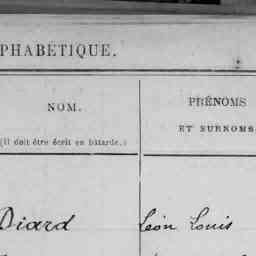 PHABÉTIQUE.
NOM.
PRÉNOMS
ET SURNOMS
(Il doit être écrit en bâtarde.)
Diard Léon Louis